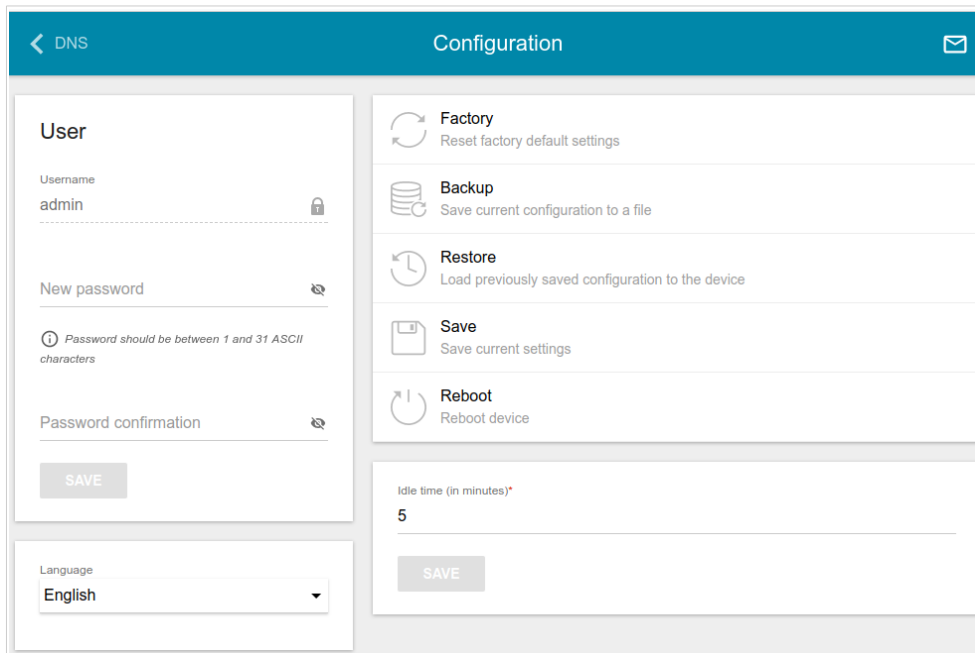 DNS
Configuration
User
Username
admin
New password
Password should be between 1 and 31 ASCII
characters
Password confirmation
SAVE
Language
English
Factory
Reset factory default settings
Backup
Save current configuration to a file
Restore
Load previously saved configuration to the device
Save
Save current settings
Reboot
Reboot device
Idle time (in minutes)*
5
SAVE